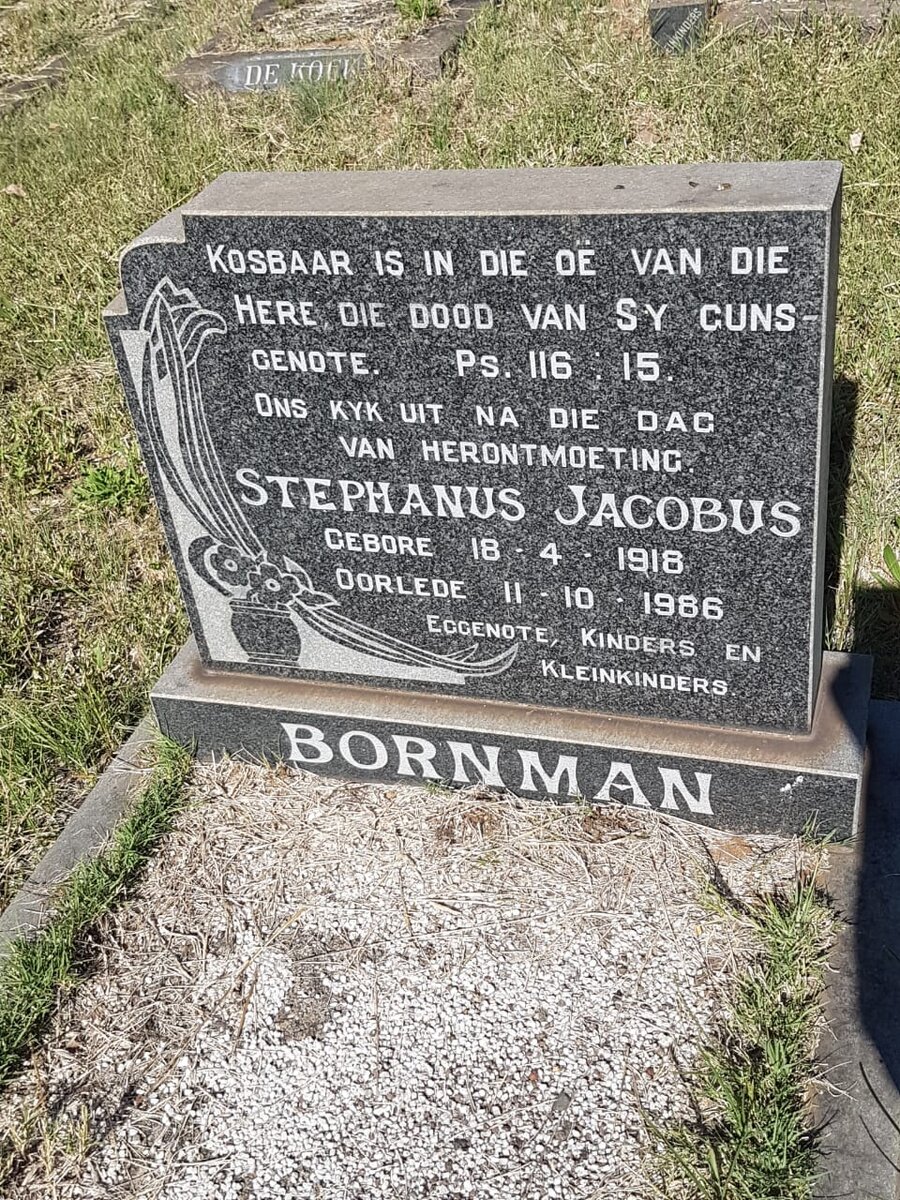 DE KOCK
KOSBAAR IS IN DIE OË VAN DIE
HERE, DIE DOOD VAN SY GUNS-
GENOTE. PS. 116 : 15.
ONS KYK UIT NA DIE DAG
VAN HERONTMOETING.
STEPHANUS JACOBUS
GEBORE 18 - 4 - 1918
OORLEDE 11 - 10 - 1986
EGGENOTE, KINDERS EN
KLEINKINDERS.
BORNMAN